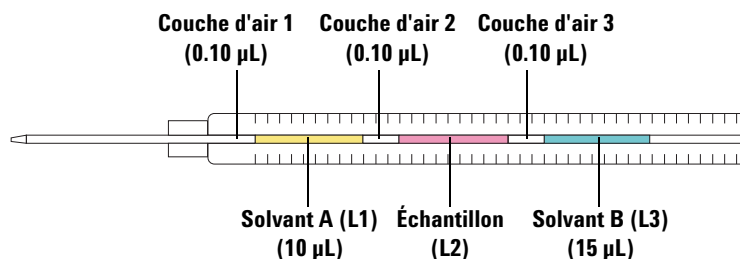 Couche d'air 1 Couche d'air 2 Couche d'air 3
(0.10 µL) (0.10 µL) (0.10 µL)
Solvant A (L1) Échantillon Solvant B (L3)
(10 µL) (L2) (15 µL)